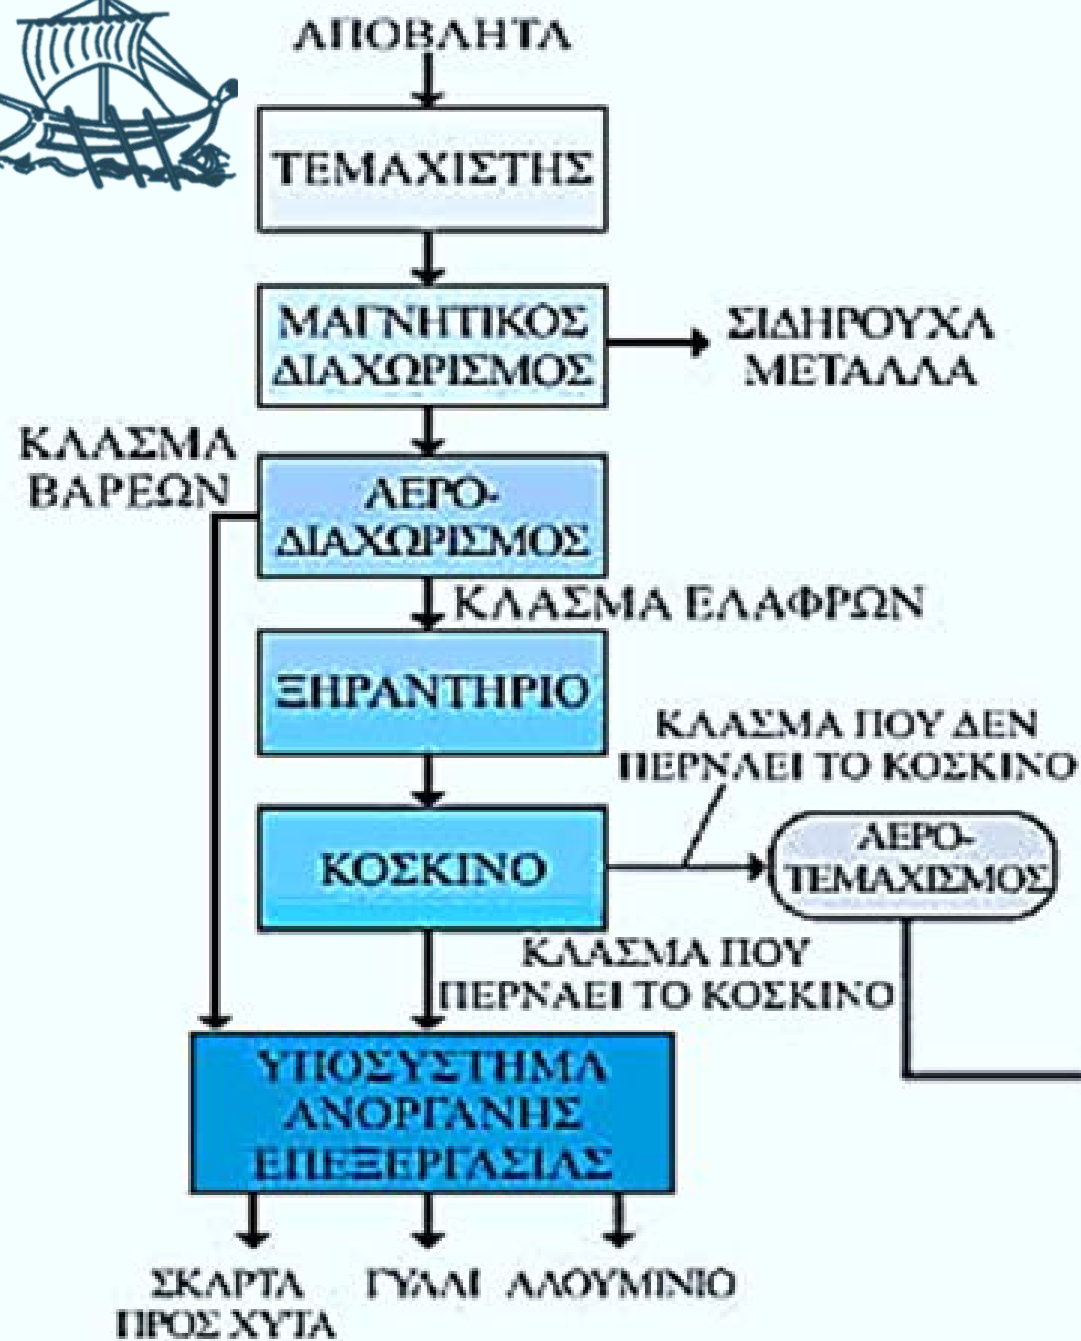 ΑΠΟΒΛΗΤΑ
ΤΕΜΑΧΙΣΤΗΣ
ΜΑΓΝΗΤΙΚΟΣ
ΔΙΑΧΩΡΙΣΜΟΣ
ΣΙΔΗΡΟΥΧΑ
ΜΕΤΑΛΛΑ
ΚΛΑΣΜΑ
ΒΑΡΕΩΝ
ΑΕΡΟ-
ΔΙΑΧΩΡΙΣΜΟΣ
ΚΛΑΣΜΑ ΕΛΑΦΡΩΝ
ΞΗΡΑΝΤΗΡΙΟ
ΚΛΑΣΜΑ ΠΟΥ ΔΕΝ
ΠΕΡΝΑΕΙ ΤΟ ΚΟΣΚΙΝΟ
ΚΟΣΚΙΝΟ
ΑΕΡΟ-
ΤΕΜΑΧΙΣΜΟΣ
ΚΛΑΣΜΑ ΠΟΥ
ΠΕΡΝΑΕΙ ΤΟ ΚΟΣΚΙΝΟ
ΥΠΟΣΥΣΤΗΜΑ
ΑΝΟΡΓΑΝΗΣ
ΕΠΕΞΕΡΓΑΣΙΑΣ
ΣΚΑΡΤΑ
ΠΡΟΣ ΧΥΤΑ
ΓΥΑΛΙ
ΑΛΟΥΜΙΝΙΟ